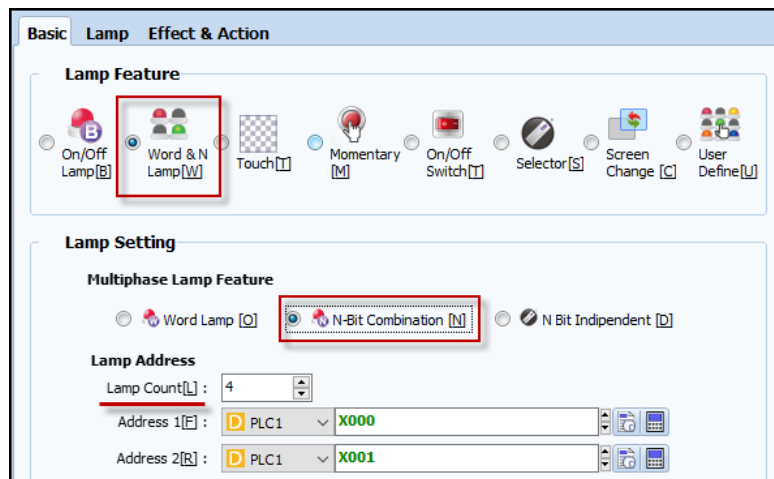 Basic Lamp Effect & Action
Lamp Feature
On/Off Lamp[B]
Word & N Lamp[W]
Touch[T]
Momentary [M]
On/Off Switch[T]
Selector[S]
Screen Change [C]
User Define[U]
Lamp Setting
Multiphase Lamp Feature
Word Lamp [O] N-Bit Combination [N] N Bit Indipendent [D]
Lamp Address
Lamp Count[L] : 4
Address 1[F] : D PLC1 X000
Address 2[R] : D PLC1 X001